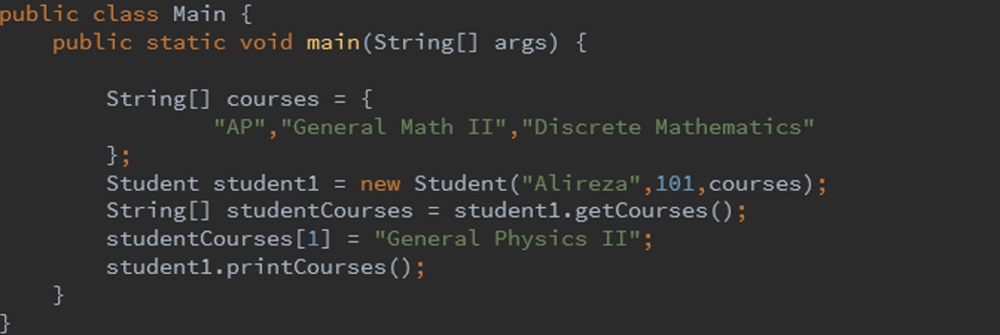 public class Main {
    public static void main(String[] args) {
        String[] courses = {
                "AP","General Math II","Discrete Mathematics"
        };
        Student student1 = new Student("Alireza",101,courses);
        String[] studentCourses = student1.getCourses();
        studentCourses[1] = "General Physics II";
        student1.printCourses();
    }
}